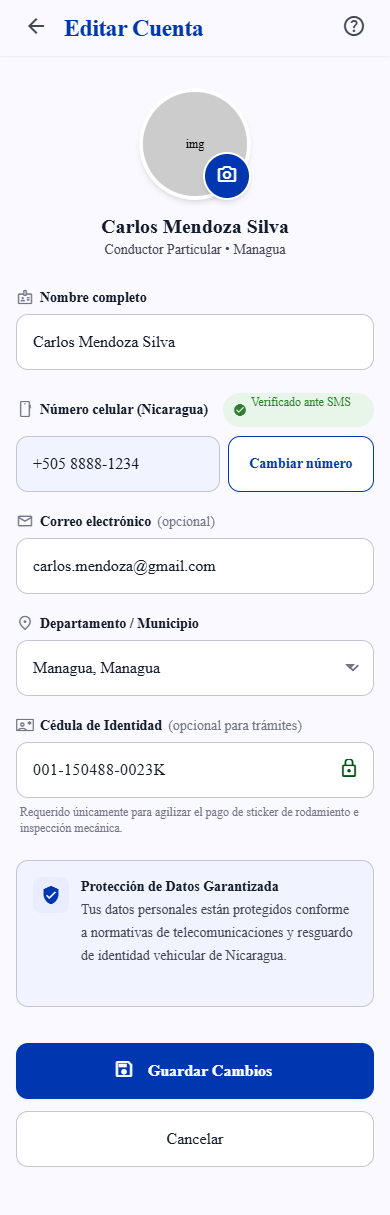 Editar Cuenta
img
Carlos Mendoza Silva
Conductor Particular • Managua
Nombre completo
Carlos Mendoza Silva
Número celular (Nicaragua)
Verificado ante SMS
+505 8888-1234
Cambiar número
Correo electrónico (opcional)
carlos.mendoza@gmail.com
Departamento / Municipio
Managua, Managua
Cédula de Identidad (opcional para trámites)
001-150488-0023K
Requerido únicamente para agilizar el pago de sticker de rodamiento e
inspección mecánica.
Protección de Datos Garantizada
Tus datos personales están protegidos conforme
a normativas de telecomunicaciones y resguardo
de identidad vehicular de Nicaragua.
Guardar Cambios
Cancelar